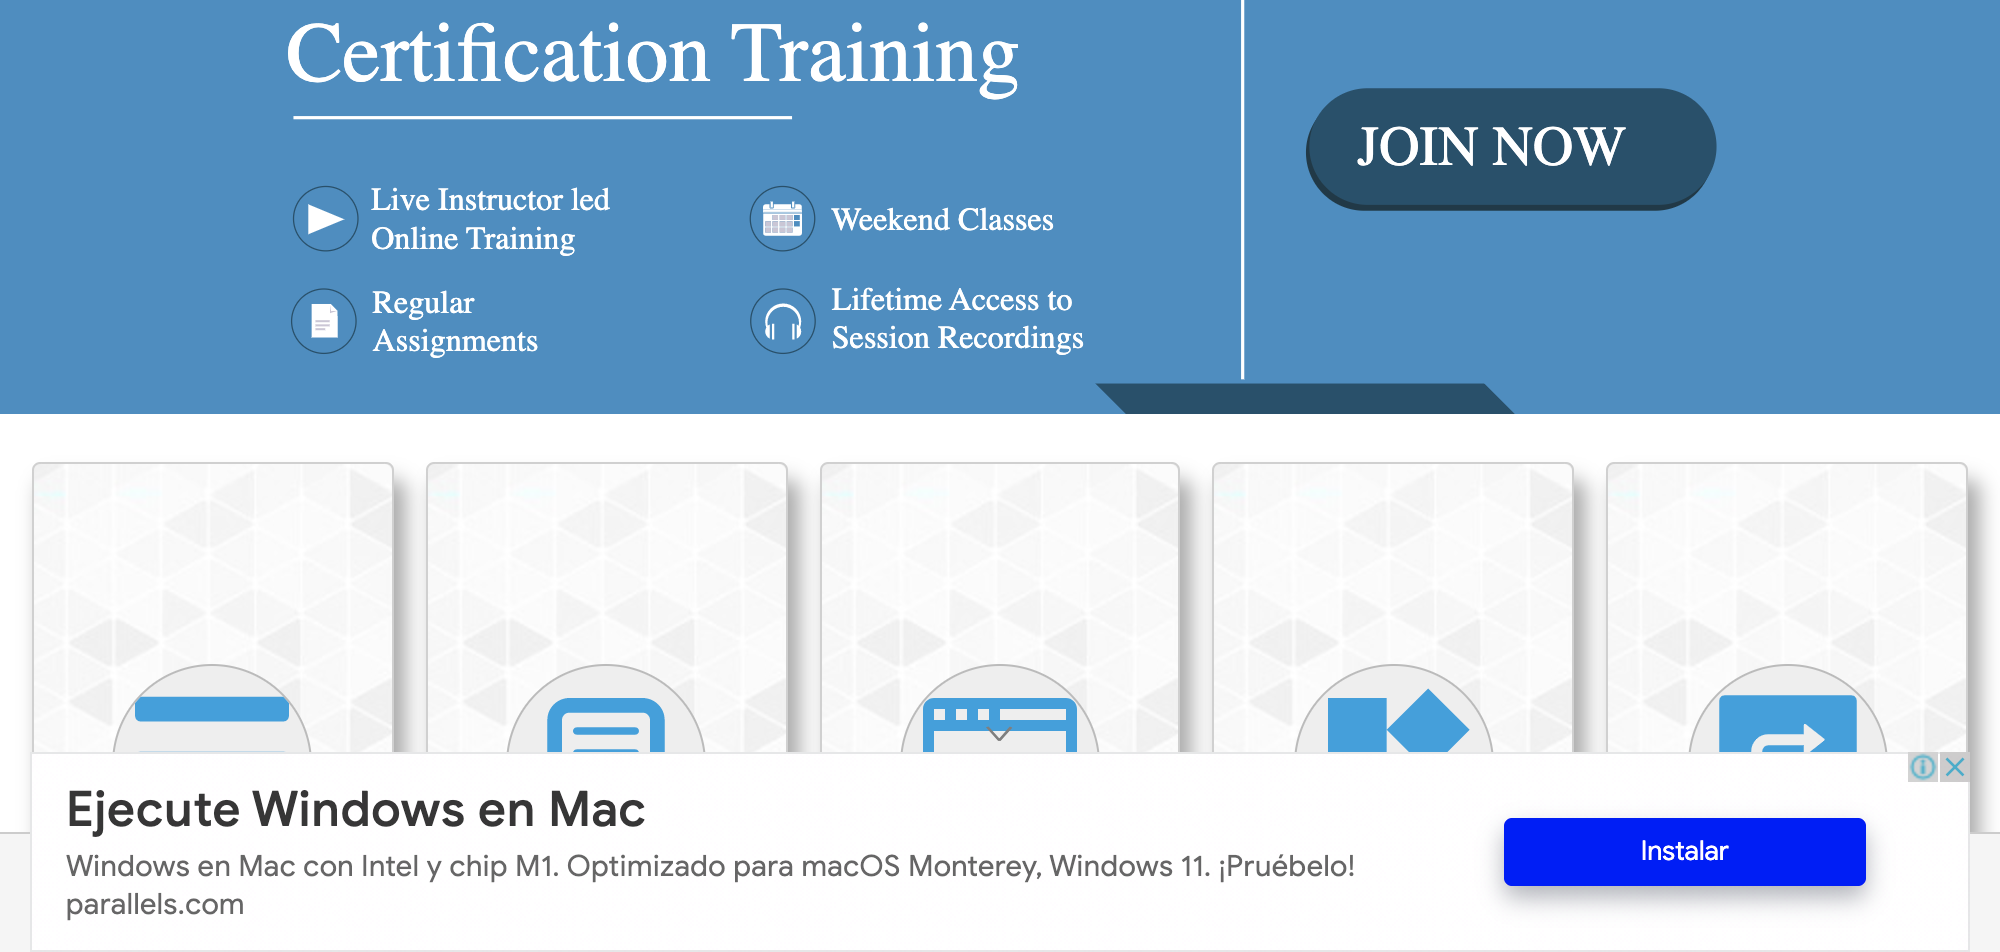 Certification Training
JOIN NOW
Live Instructor led
Online Training
Weekend Classes
Regular
Assignments
Lifetime Access to
Session Recordings
Ejecute Windows en Mac
Windows en Mac con Intel y chip M1. Optimizado para macOS Monterey, Windows 11. ¡Pruébelo!
parallels.com
Instalar